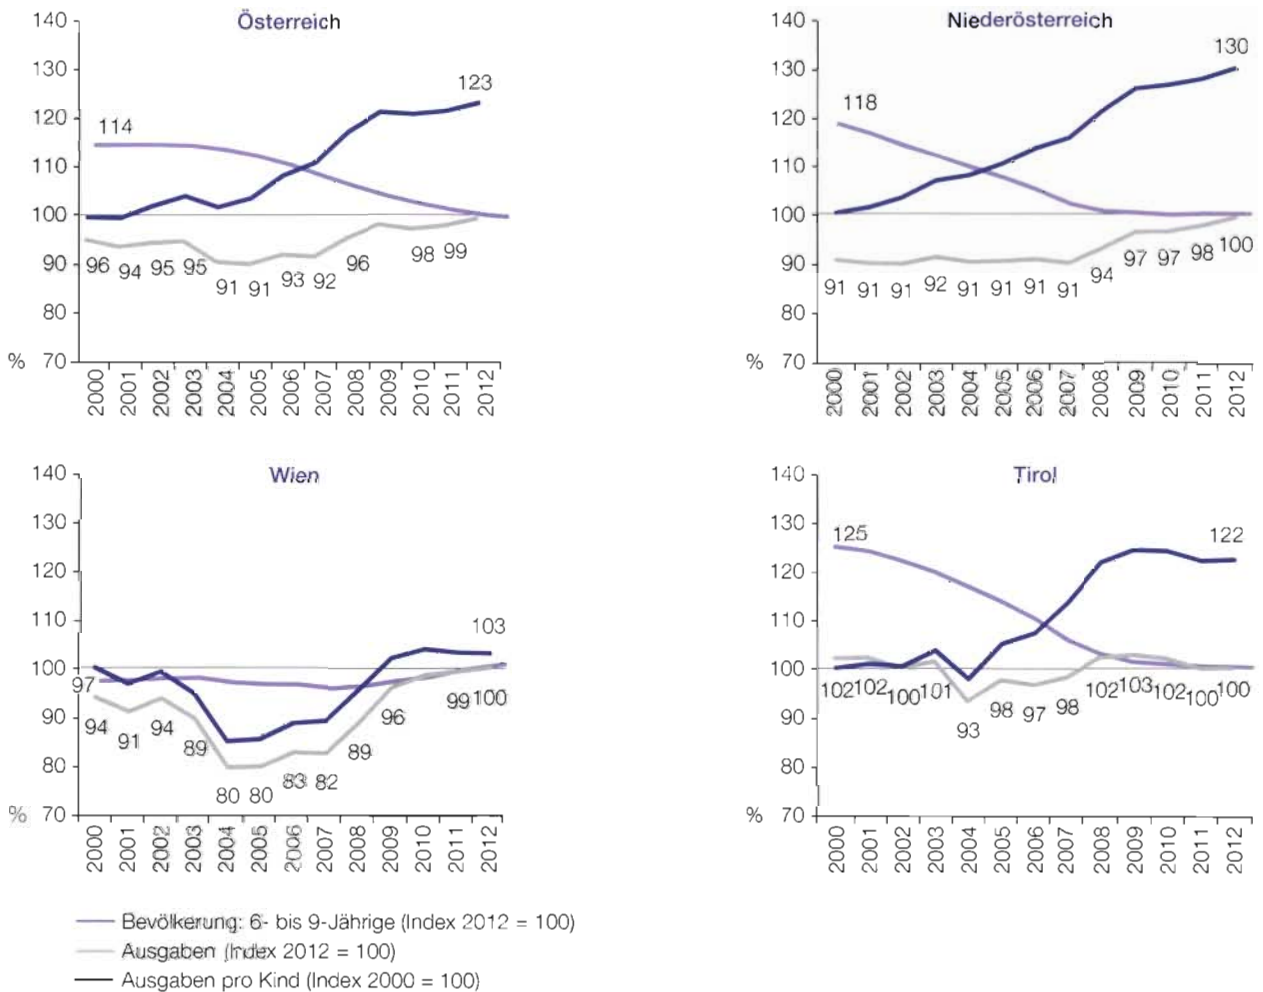 Österreich
140
130
120
110
100
90
80
% 70
114
123
96 94 95 95 91 91 93 92 96 98 99
2000 2001 2002 2003 2004 2005 2006 2007 2008 2009 2010 2011 2012
Niederösterreich
140
130
120
110
100
90
80
% 70
118
130
91 91 91 92 91 91 91 91 94 97 97 98 100
2000 2001 2002 2003 2004 2005 2006 2007 2008 2009 2010 2011 2012
Wien
140
130
120
110
100
90
80
% 70
97
103
94 91 94 89 80 80 83 82 89 96 99 100
2000 2001 2002 2003 2004 2005 2006 2007 2008 2009 2010 2011 2012
Tirol
140
130
120
110
100
90
80
% 70
125
122
102 102 100 101 93 98 97 98 102 103 102 100 100
2000 2001 2002 2003 2004 2005 2006 2007 2008 2009 2010 2011 2012
Bevölkerung: 6- bis 9-Jährige (Index 2012 = 100)
Ausgaben (Index 2012 = 100)
Ausgaben pro Kind (Index 2000 = 100)